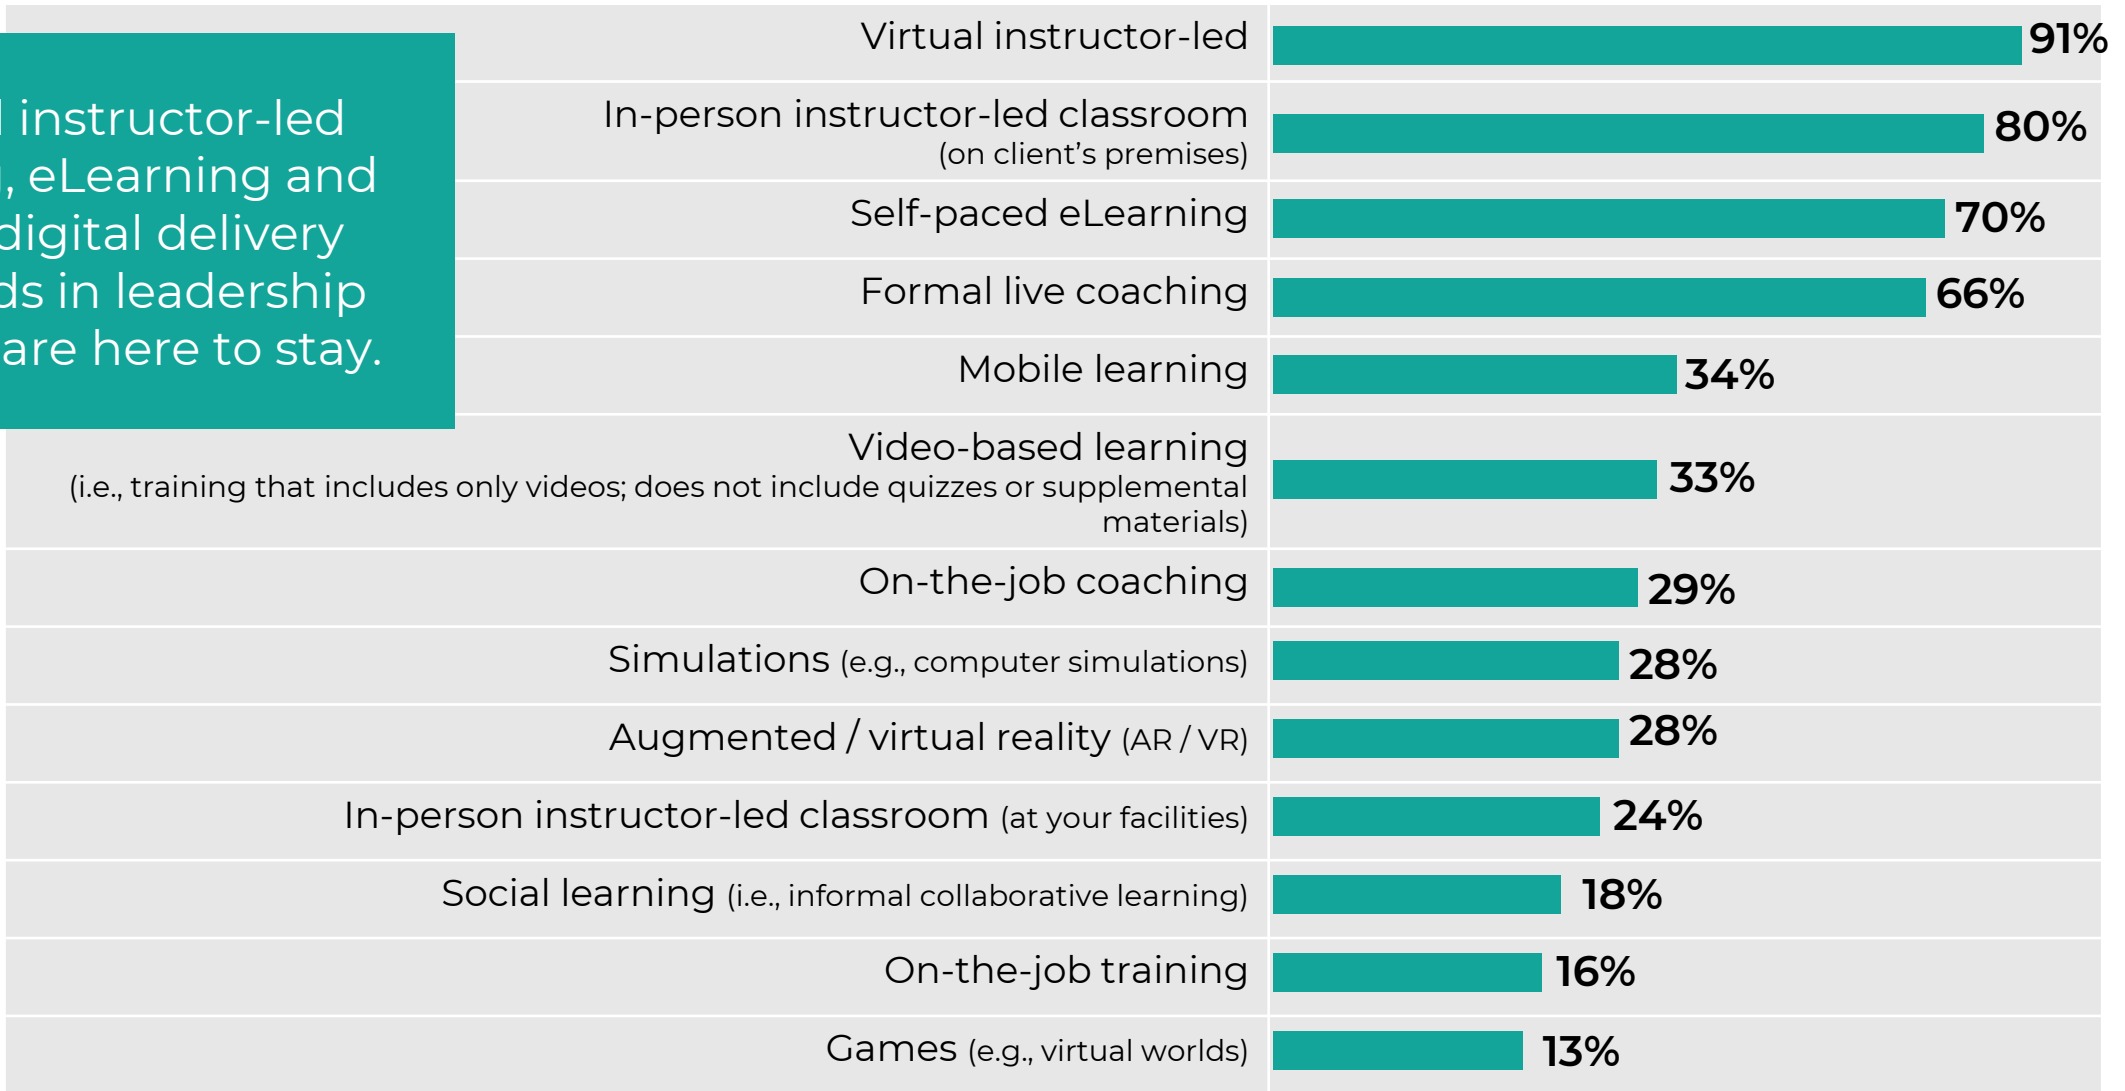 instructor-led
eLearning and
digital delivery
in leadership
are here to stay.
Virtual instructor-led
91%
In-person instructor-led classroom
(on client’s premises)
80%
Self-paced eLearning
70%
Formal live coaching
66%
Mobile learning
34%
Video-based learning
(i.e., training that includes only videos; does not include quizzes or supplemental
materials)
33%
On-the-job coaching
29%
Simulations (e.g., computer simulations)
28%
Augmented / virtual reality (AR / VR)
28%
In-person instructor-led classroom (at your facilities)
24%
Social learning (i.e., informal collaborative learning)
18%
On-the-job training
16%
Games (e.g., virtual worlds)
13%